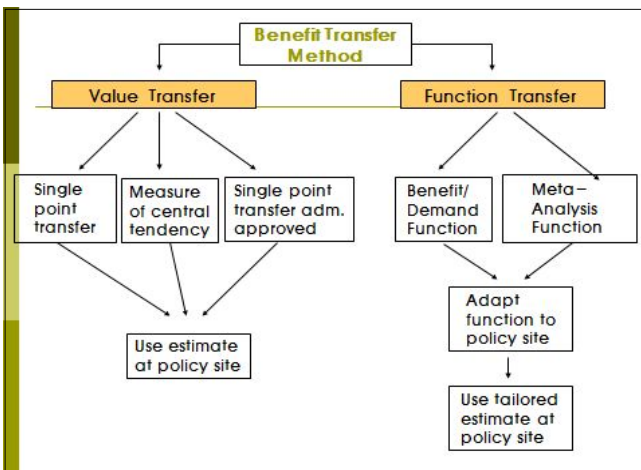 Benefit Transfer
Method
Value Transfer
Function Transfer
Single
point
transfer
Measure
of central
tendency
Single point
transfer adm.
approved
Benefit/
Demand
Function
Meta-
Analysis
Function
Use estimate
at policy site
Adapt
function to
policy site
Use tailored
estimate at
policy site